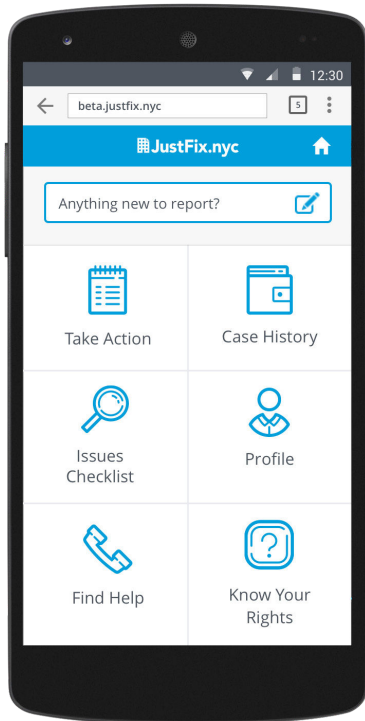 12:30
beta.justfix.nyc
5
JustFix.nyc
Anything new to report?
Take Action
Case History
Issues
Checklist
Profile
Find Help
?
Know Your
Rights